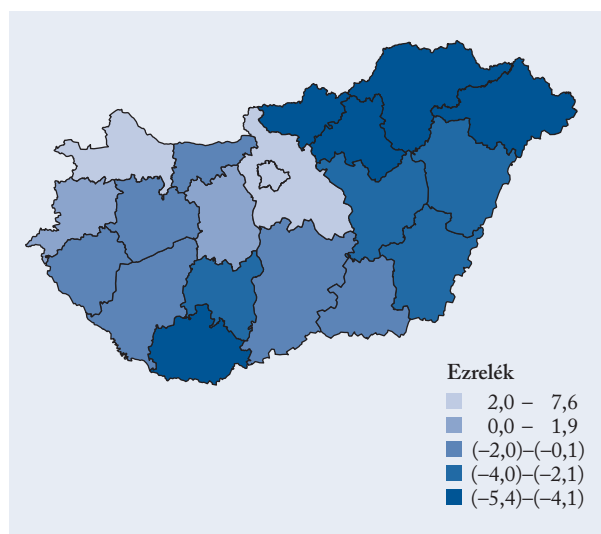 Ezrelék
2,0 – 7,6
0,0 – 1,9
(–2,0)–(–0,1)
(–4,0)–(–2,1)
(–5,4)–(–4,1)